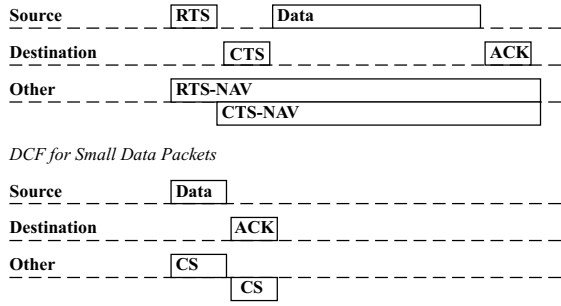 Source RTS Data
Destination CTS ACK
Other RTS-NAV
CTS-NAV
DCF for Small Data Packets
Source Data
Destination ACK
Other CS
CS